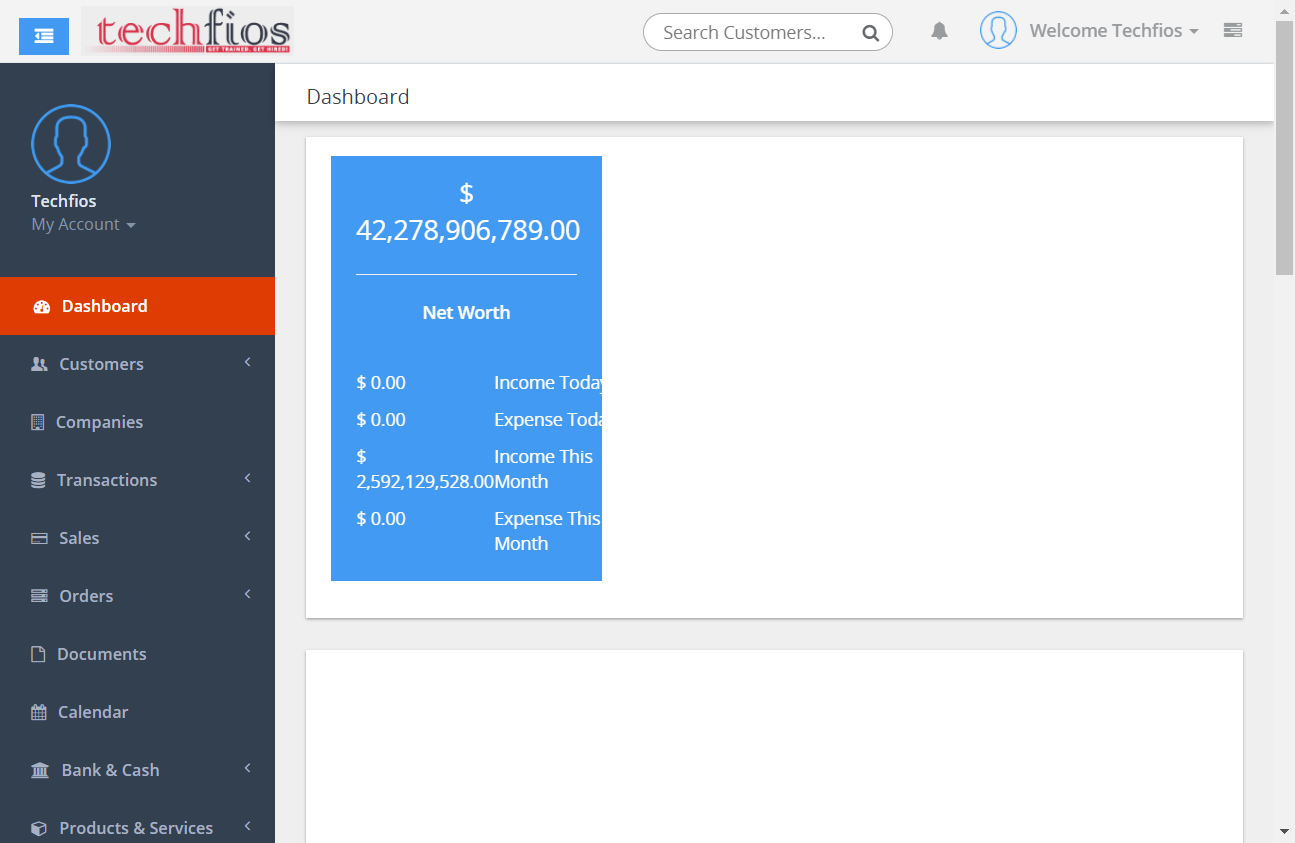 techfios
GET TRAINED. GET HIRED!
Search Customers...
Welcome Techfios
Techfios
My Account
Dashboard
Customers
Companies
Transactions
Sales
Orders
Documents
Calendar
Bank & Cash
Products & Services
Dashboard
$
42,278,906,789.00
Net Worth
$ 0.00 Income Today
$ 0.00 Expense Toda
$ Income This
2,592,129,528.00 Month
$ 0.00 Expense This
Month